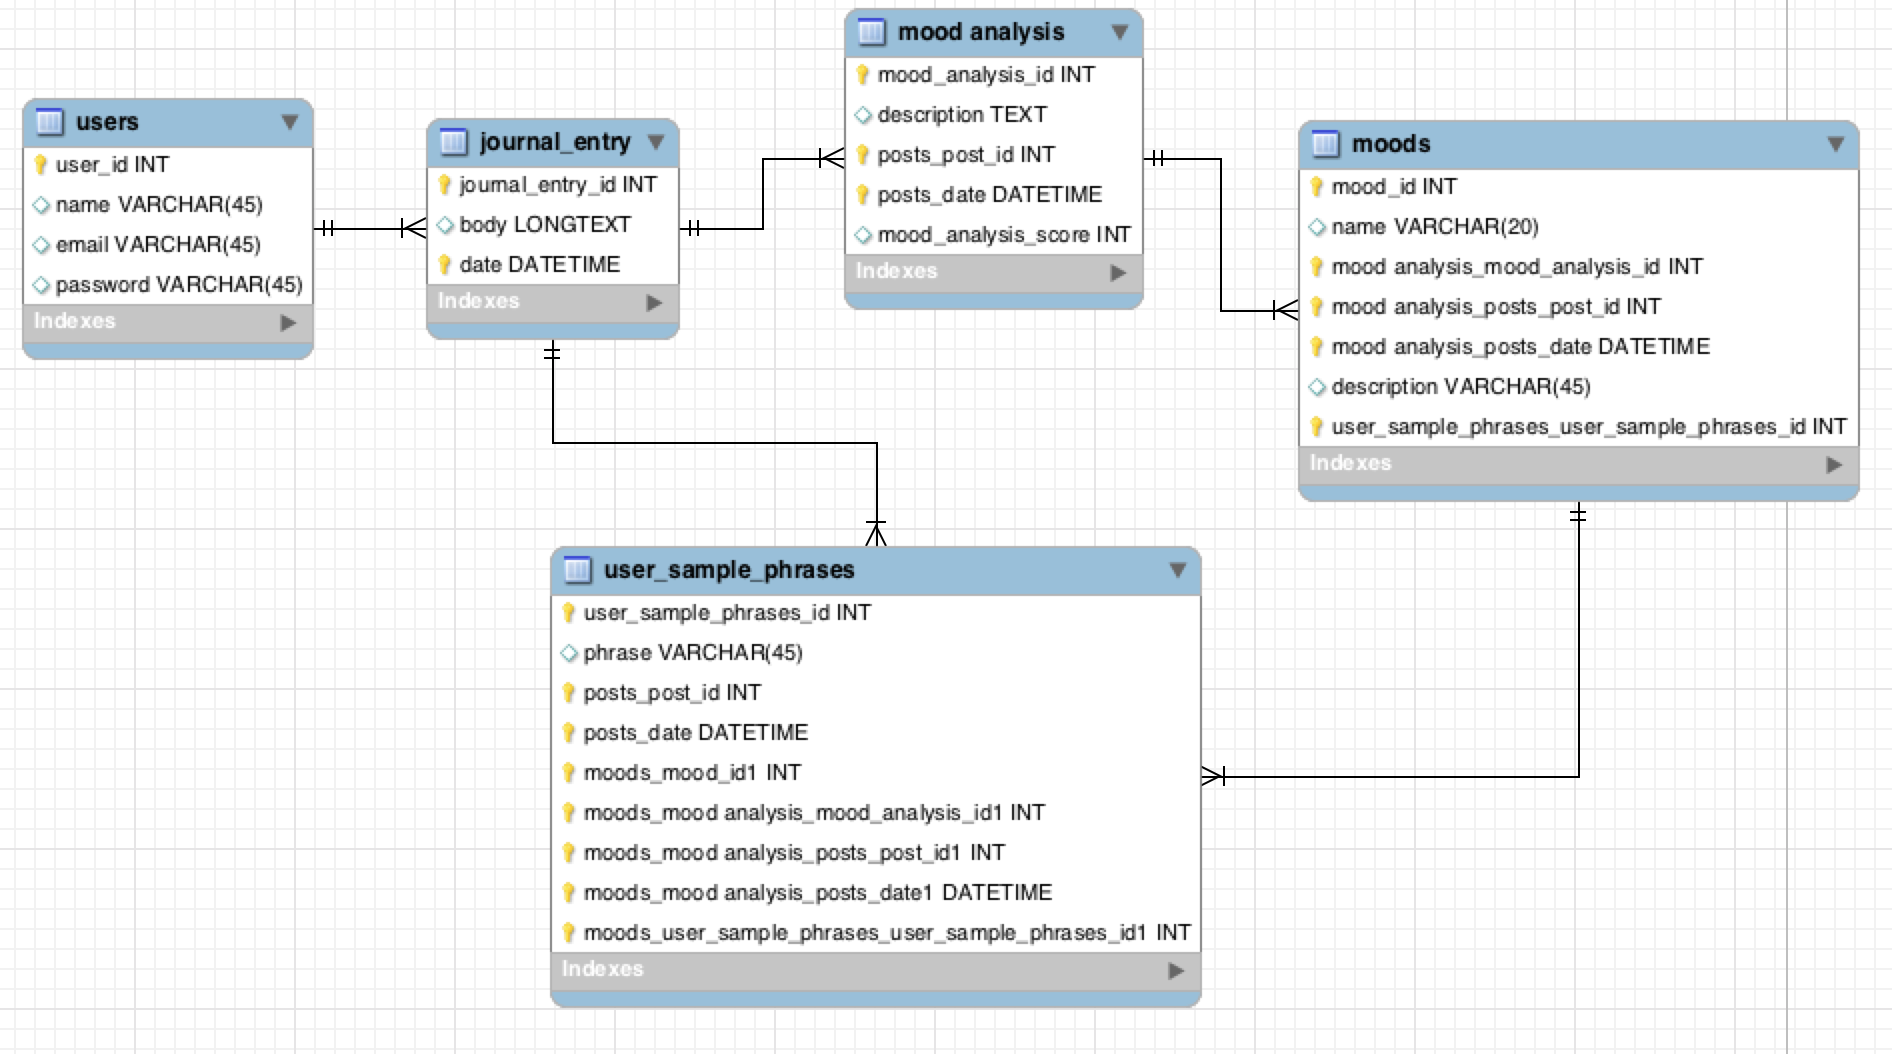 users
user_id INT
name VARCHAR(45)
email VARCHAR(45)
password VARCHAR(45)
Indexes
journal_entry
journal_entry_id INT
body LONGTEXT
date DATETIME
Indexes
mood analysis
mood_analysis_id INT
description TEXT
posts_post_id INT
posts_date DATETIME
mood_analysis_score INT
Indexes
moods
mood_id INT
name VARCHAR(20)
mood analysis_mood_analysis_id INT
mood analysis_posts_post_id INT
mood analysis_posts_date DATETIME
description VARCHAR(45)
user_sample_phrases_user_sample_phrases_id INT
Indexes
user_sample_phrases
user_sample_phrases_id INT
phrase VARCHAR(45)
posts_post_id INT
posts_date DATETIME
moods_mood_id1 INT
moods_mood analysis_mood_analysis_id1 INT
moods_mood analysis_posts_post_id1 INT
moods_mood analysis_posts_date1 DATETIME
moods_user_sample_phrases_user_sample_phrases_id1 INT
Indexes